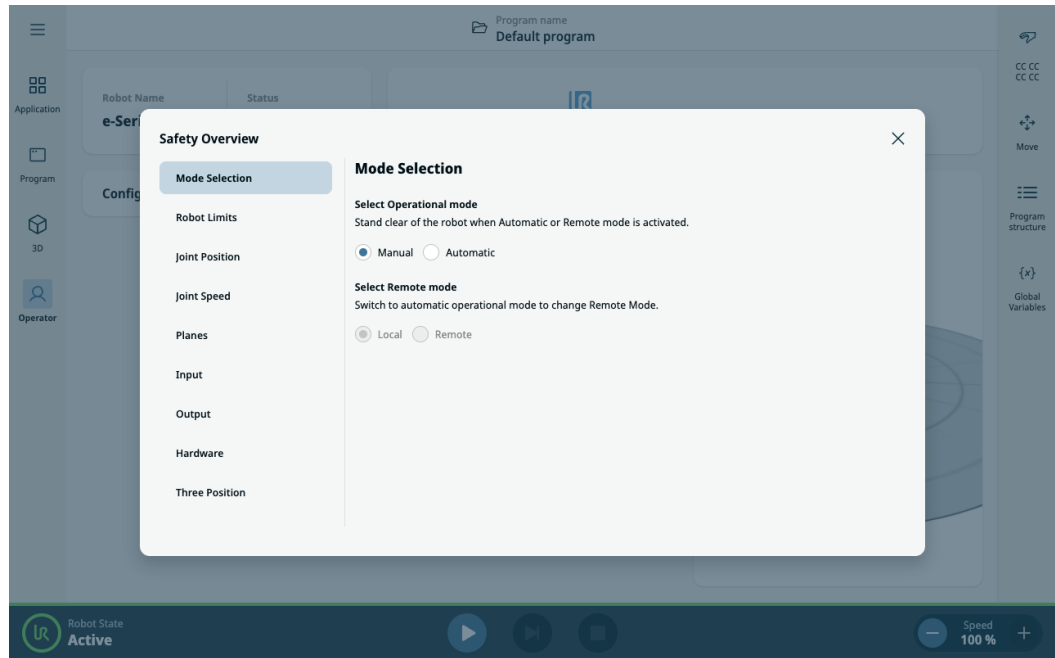 Program name
Default program
Application
Program
3D
Operator
Robot Name
Status
e-Seri
Config
Safety Overview
Mode Selection
Robot Limits
Joint Position
Joint Speed
Planes
Input
Output
Hardware
Three Position
Mode Selection
Select Operational mode
Stand clear of the robot when Automatic or Remote mode is activated.
Manual
Automatic
Select Remote mode
Switch to automatic operational mode to change Remote Mode.
Local
Remote
CC CC
CC CC
Move
Program
structure
{x}
Global
Variables
Robot State
Active
Speed
100 %